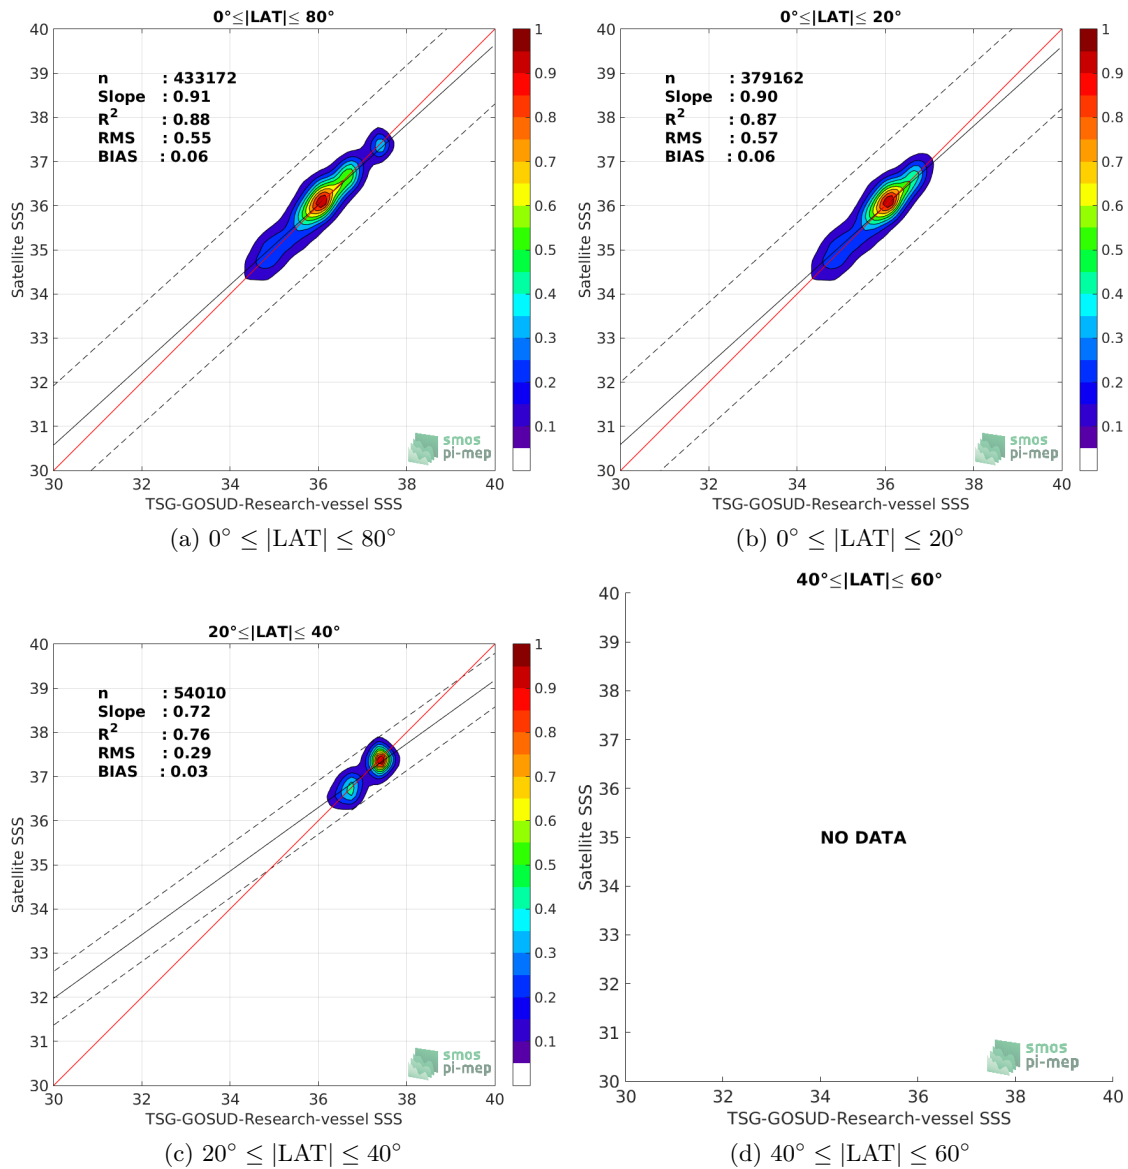 0°≤|LAT|≤ 80°
40
39
38
37
36
35
34
33
32
31
30
Satellite SSS
n : 433172
Slope : 0.91
R² : 0.88
RMS : 0.55
BIAS : 0.06
smos
pi-mep
30 32 34 36 38 40
TSG-GOSUD-Research-vessel SSS
1
0.9
0.8
0.7
0.6
0.5
0.4
0.3
0.2
0.1
(a) 0° ≤ |LAT| ≤ 80°
0°≤|LAT|≤ 20°
40
39
38
37
36
35
34
33
32
31
30
Satellite SSS
n : 379162
Slope : 0.90
R² : 0.87
RMS : 0.57
BIAS : 0.06
smos
pi-mep
30 32 34 36 38 40
TSG-GOSUD-Research-vessel SSS
1
0.9
0.8
0.7
0.6
0.5
0.4
0.3
0.2
0.1
(b) 0° ≤ |LAT| ≤ 20°
20°≤|LAT|≤ 40°
40
39
38
37
36
35
34
33
32
31
30
Satellite SSS
n : 54010
Slope : 0.72
R² : 0.76
RMS : 0.29
BIAS : 0.03
smos
pi-mep
30 32 34 36 38 40
TSG-GOSUD-Research-vessel SSS
1
0.9
0.8
0.7
0.6
0.5
0.4
0.3
0.2
0.1
(c) 20° ≤ |LAT| ≤ 40°
40°≤|LAT|≤ 60°
40
39
38
37
36
35
34
33
32
31
30
Satellite SSS
NO DATA
smos
pi-mep
30 32 34 36 38 40
TSG-GOSUD-Research-vessel SSS
(d) 40° ≤ |LAT| ≤ 60°